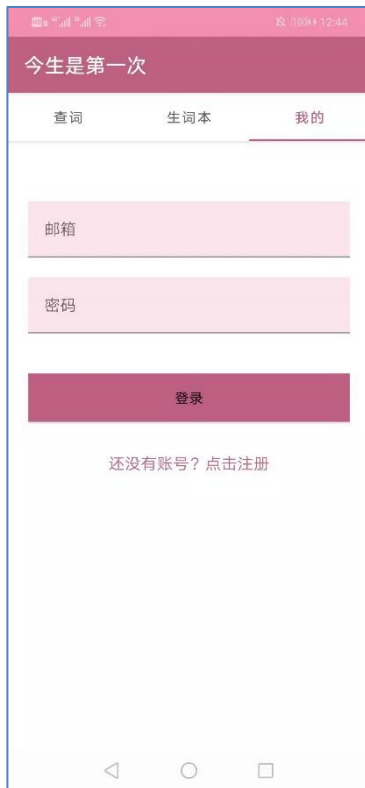 12:44
今生是第一次
查词 生词本 我的
邮箱
密码
登录
还没有账号？点击注册